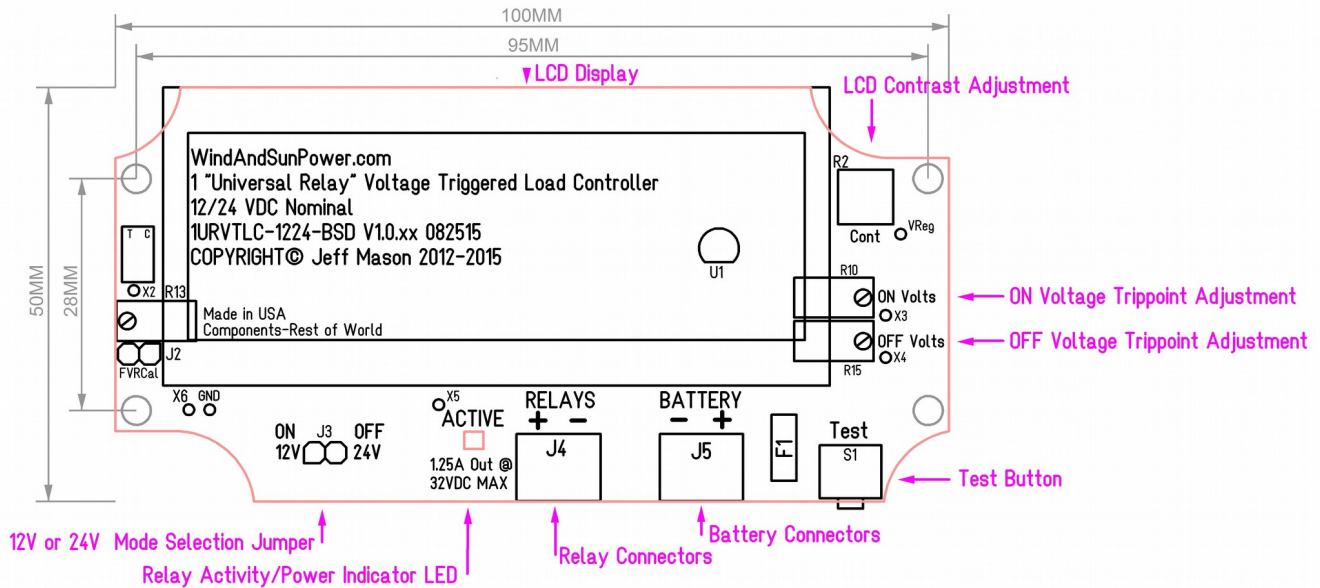 100MM
95MM
LCD Display
LCD Contrast Adjustment
WindAndSunPower.com
1 "Universal Relay" Voltage Triggered Load Controller
12/24 VDC Nominal
1URVTLC-1224-BSD V1.0.xx 082515
COPYRIGHT© Jeff Mason 2012-2015
R2
Cont
VReg
T C
X2
R13
U1
R10
ON Volts
X3
ON Voltage Trippoint Adjustment
50MM
28MM
Made in USA
Components-Rest of World
OFF Volts
X4
R15
OFF Voltage Trippoint Adjustment
J2
FVRCal
X6 GND
X5
ACTIVE
RELAYS
+ -
BATTERY
- +
ON J3 OFF
12V 24V
1.25A Out @
32VDC MAX
J4
J5
F1
Test
S1
Test Button
12V or 24V Mode Selection Jumper
Relay Activity/Power Indicator LED
Relay Connectors
Battery Connectors